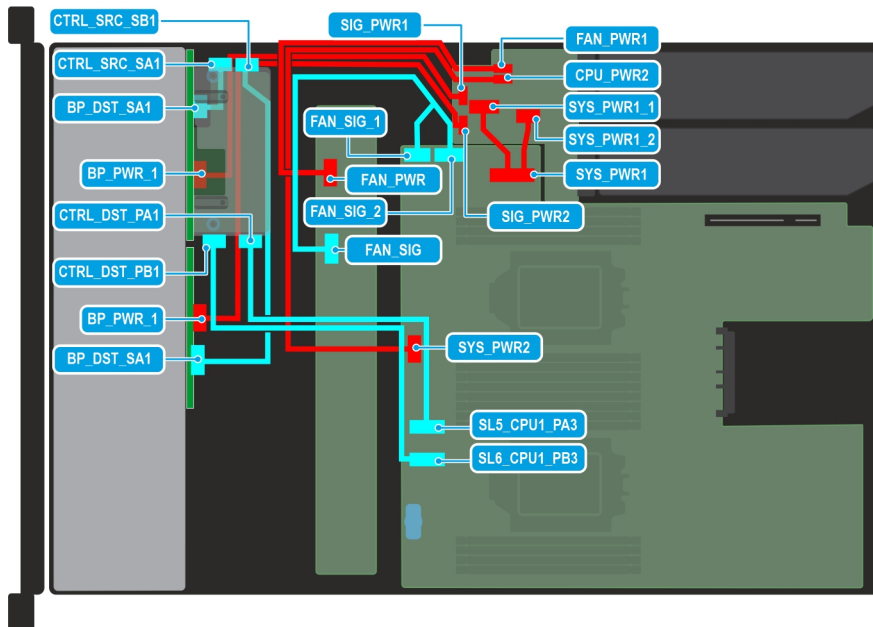 CTRL_SRC_SB1
SIG_PWR1
FAN_PWR1
CTRL_SRC_SA1
CPU_PWR2
BP_DST_SA1
SYS_PWR1_1
FAN_SIG_1
SYS_PWR1_2
BP_PWR_1
FAN_PWR
SYS_PWR1
CTRL_DST_PA1
FAN_SIG_2
SIG_PWR2
FAN_SIG
CTRL_DST_PB1
BP_PWR_1
SYS_PWR2
BP_DST_SA1
SL5_CPU1_PA3
SL6_CPU1_PB3